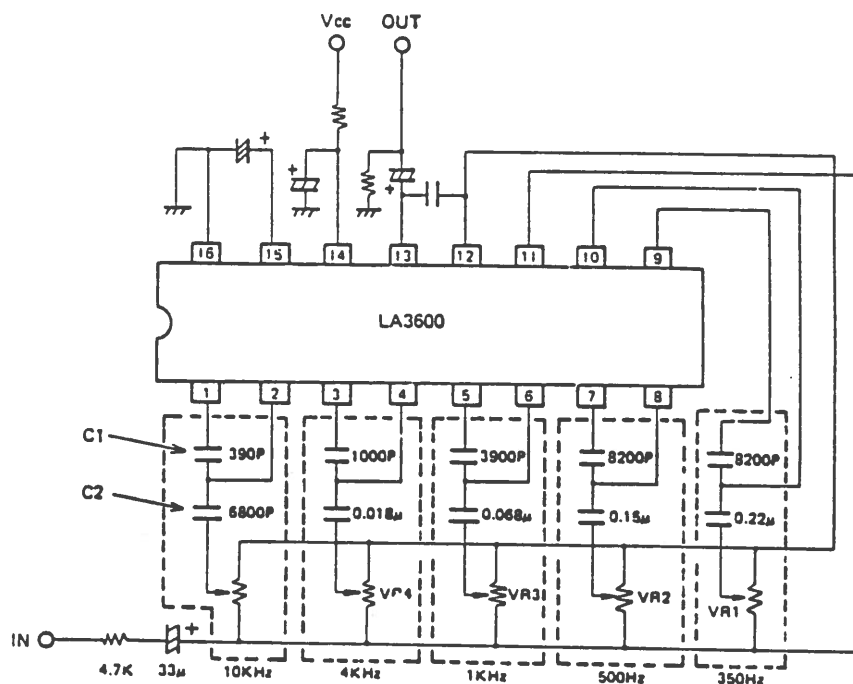 Vcc OUT
+
+
+
+
16 15 14 13 12 11 10 9
LA3600
1 2 3 4 5 6 7 8
C1
390P 1000P 3900P 8200P 8200P
C2
6800P 0.018μ 0.068μ 0.15μ 0.22μ
VR4 VR3 VR2 VR1
IN
+
4.7K 33μ 10KHz 4KHz 1KHz 500Hz 350Hz